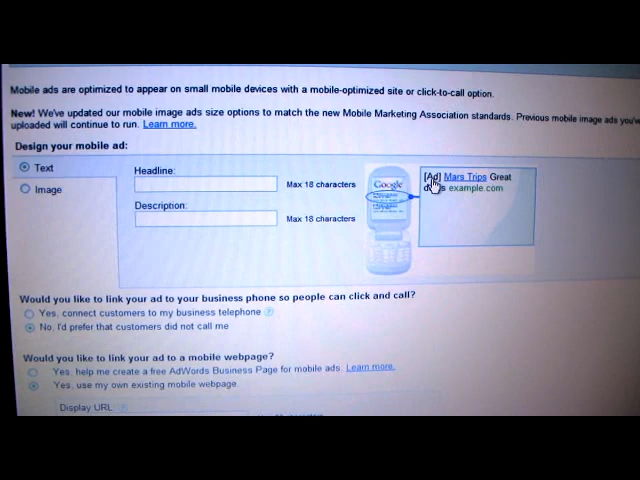 Mobile ads are optimized to appear on small mobile devices with a mobile-optimized site or click-to-call option.
New! We've updated our mobile image ads size options to match the new Mobile Marketing Association standards. Previous mobile image ads you've
uploaded will continue to run. Learn more.
Design your mobile ad:
Text
Image
Headline:
Max 18 characters
Description:
Max 18 characters
Google
[Ad] Mars Trips Great
example.com
Would you like to link your ad to your business phone so people can click and call?
Yes, connect customers to my business telephone ?
No, I'd prefer that customers did not call me
Would you like to link your ad to a mobile webpage?
Yes, help me create a free AdWords Business Page for mobile ads. Learn more.
Yes, use my own existing mobile webpage.
Display URL